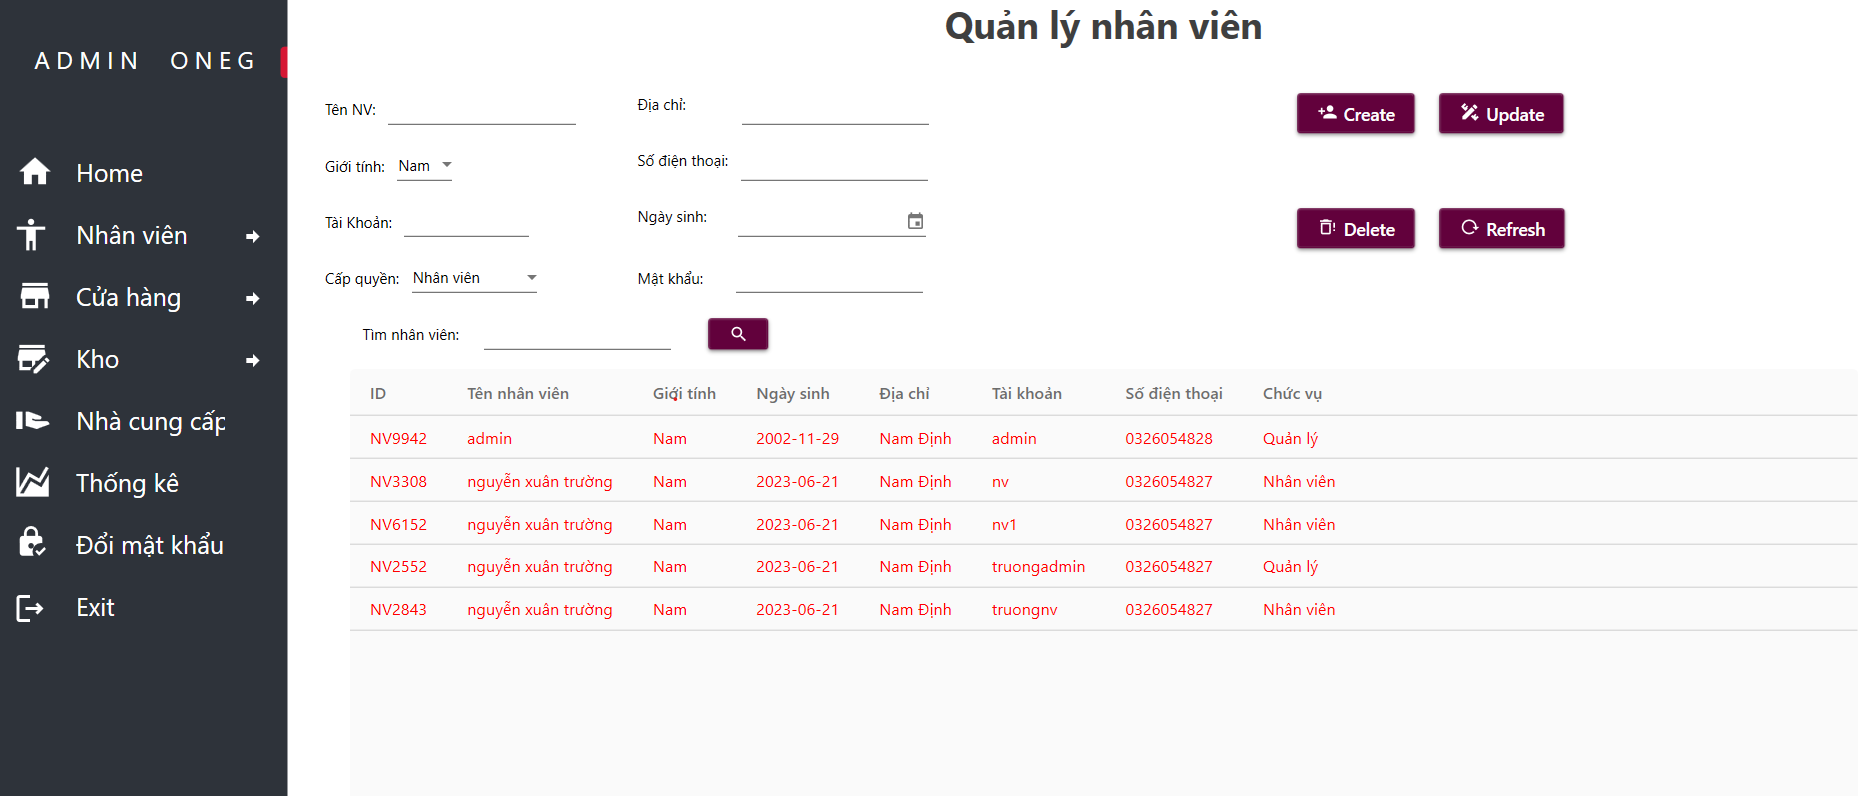 ADMIN ONEG
Home
Nhân viên
Cửa hàng
Kho
Nhà cung cấp
Thống kê
Đổi mật khẩu
Exit
Quản lý nhân viên
Tên NV:
Địa chỉ:
Create
Update
Giới tính: Nam
Số điện thoại:
Tài Khoản:
Ngày sinh:
Delete
Refresh
Cấp quyền: Nhân viên
Mật khẩu:
Tìm nhân viên:
ID Tên nhân viên Giới tính Ngày sinh Địa chỉ Tài khoản Số điện thoại Chức vụ
NV9942 admin Nam 2002-11-29 Nam Định admin 0326054828 Quản lý
NV3308 nguyễn xuân trường Nam 2023-06-21 Nam Định nv 0326054827 Nhân viên
NV6152 nguyễn xuân trường Nam 2023-06-21 Nam Định nv1 0326054827 Nhân viên
NV2552 nguyễn xuân trường Nam 2023-06-21 Nam Định truongadmin 0326054827 Quản lý
NV2843 nguyễn xuân trường Nam 2023-06-21 Nam Định truongnv 0326054827 Nhân viên